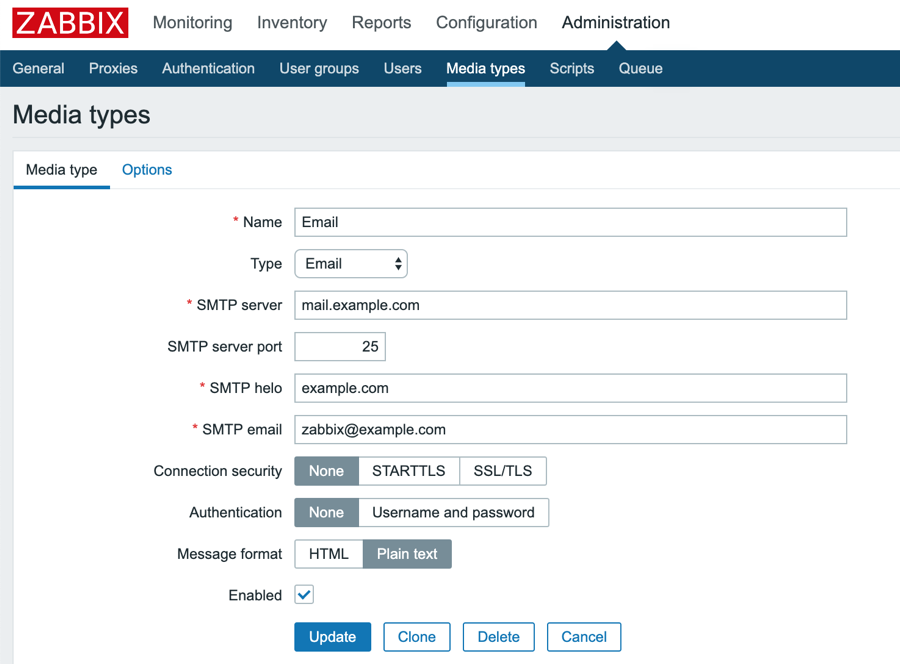 ZABBIX Monitoring Inventory Reports Configuration Administration
General Proxies Authentication User groups Users Media types Scripts Queue
Media types
Media type Options
* Name Email
Type Email
* SMTP server mail.example.com
SMTP server port 25
* SMTP helo example.com
* SMTP email zabbix@example.com
Connection security None STARTTLS SSL/TLS
Authentication None Username and password
Message format HTML Plain text
Enabled
Update Clone Delete Cancel